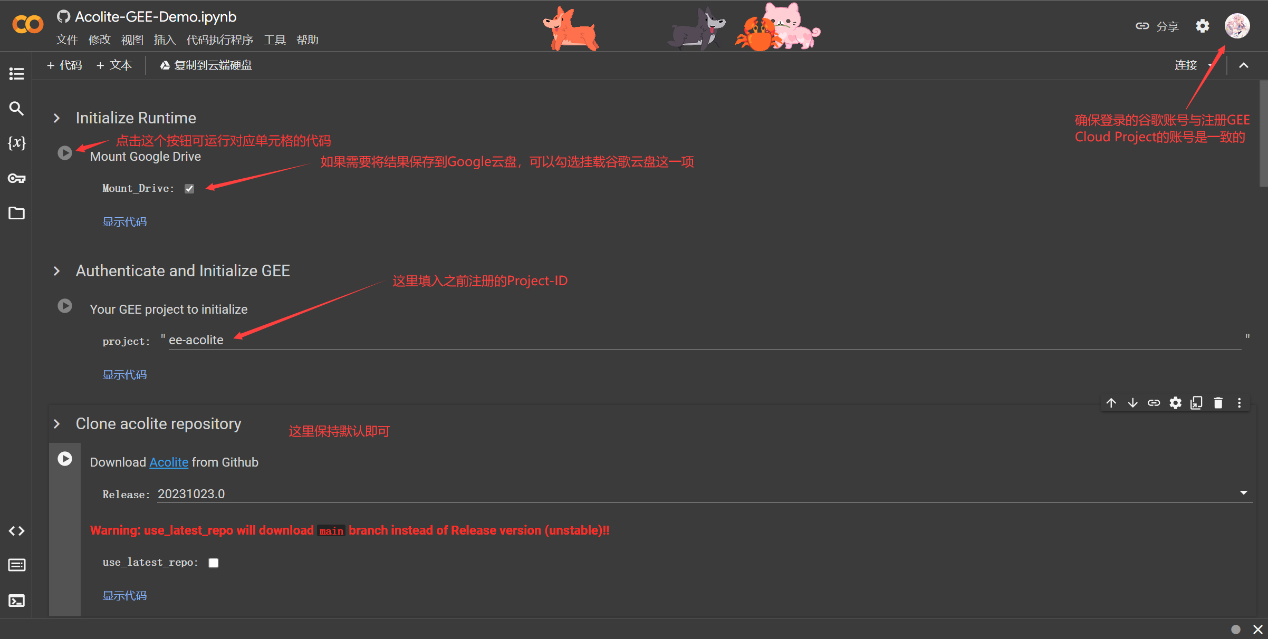 Acolite-GEE-Demo.ipynb
文件 修改 视图 插入 代码执行程序 工具 帮助
分享
+ 代码 + 文本 复制到云端硬盘
连接
确保登录的谷歌账号与注册GEE
Cloud Project的账号是一致的
Initialize Runtime
点击这个按钮可运行对应单元格的代码
Mount Google Drive
如果需要将结果保存到Google云盘，可以勾选挂载谷歌云盘这一项
Mount_Drive:
显示代码
Authenticate and Initialize GEE
这里填入之前注册的Project-ID
Your GEE project to initialize
project: " ee-acolite "
显示代码
Clone acolite repository
这里保持默认即可
Download Acolite from Github
Release: 20231023.0
Warning: use_latest_repo will download main branch instead of Release version (unstable)!!
use_latest_repo:
显示代码